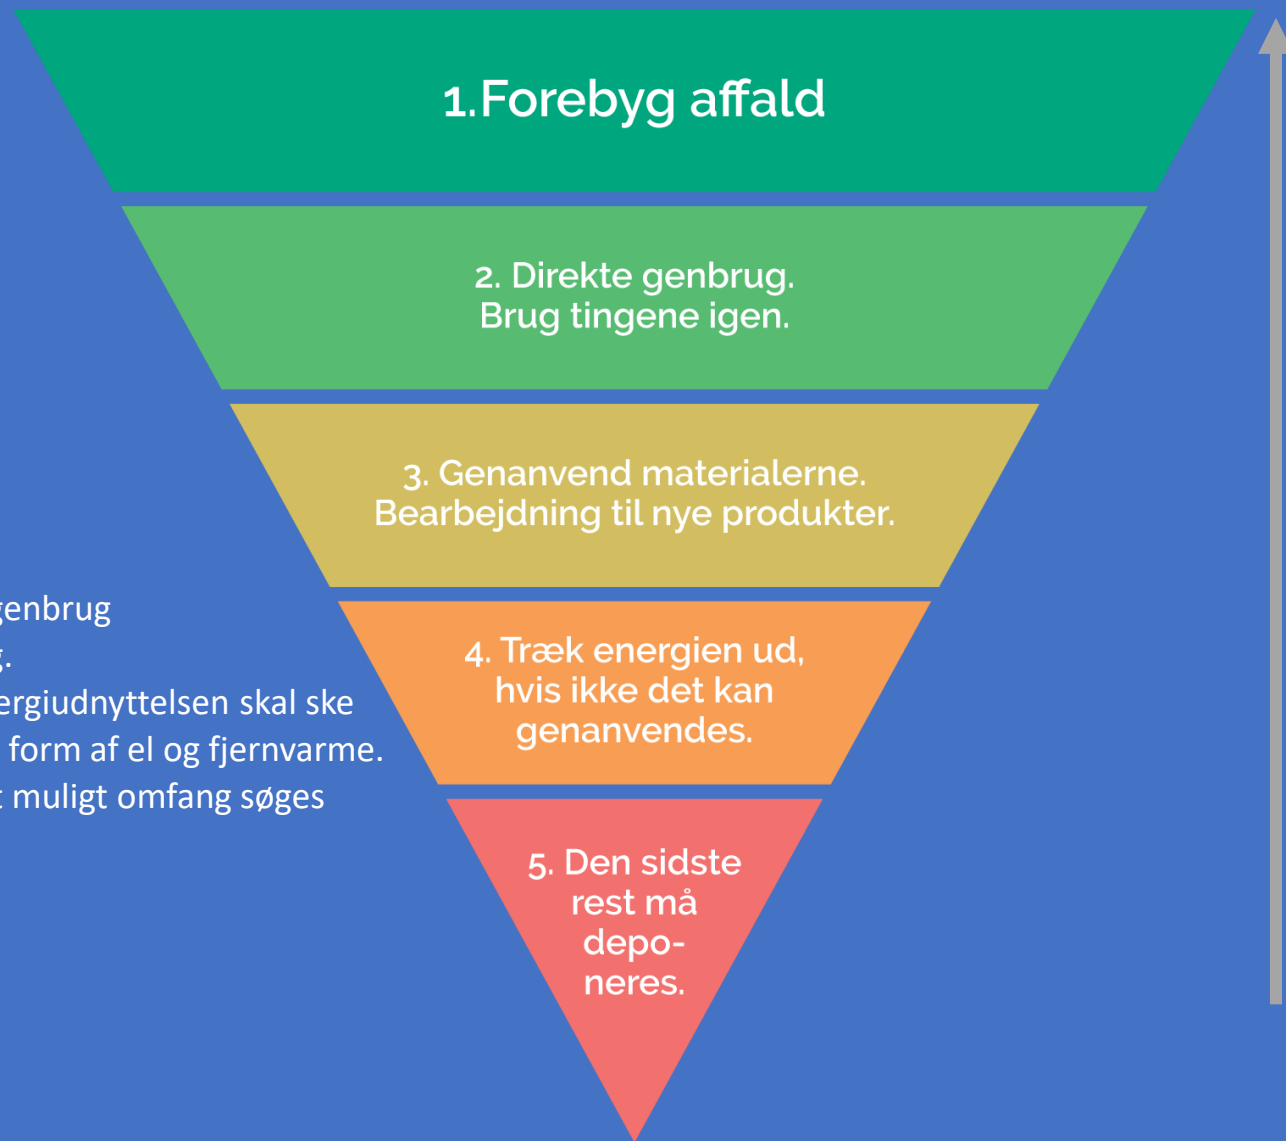 1.Forebyg affald
2. Direkte genbrug.
Brug tingene igen.
3. Genanvend materialerne.
Bearbejdning til nye produkter.
4. Træk energien ud,
hvis ikke det kan
genanvendes.
5. Den sidste
rest må
depo-
neres.
genbrug
ergiudnyttelsen skal ske
form af el og fjernvarme.
muligt omfang søges